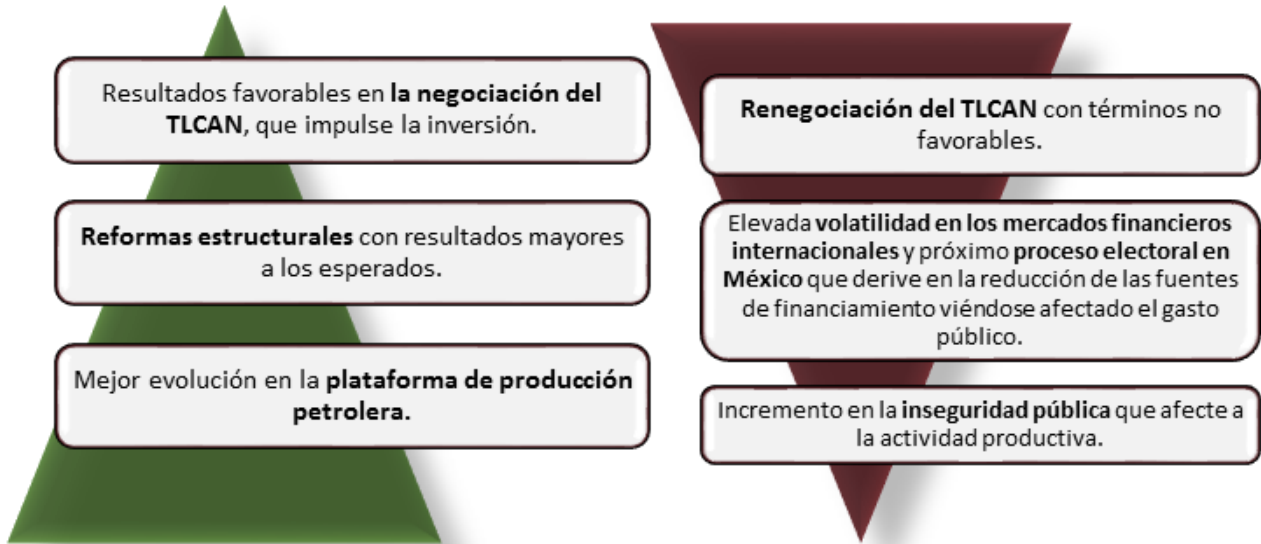 Resultados favorables en la negociación del
TLCAN, que impulse la inversión.
Reformas estructurales con resultados mayores
a los esperados.
Mejor evolución en la plataforma de producción
petrolera.
Renegociación del TLCAN con términos no
favorables.
Elevada volatilidad en los mercados financieros
internacionales y próximo proceso electoral en
México que derive en la reducción de las fuentes
de financiamiento viéndose afectado el gasto
público.
Incremento en la inseguridad pública que afecte a
la actividad productiva.